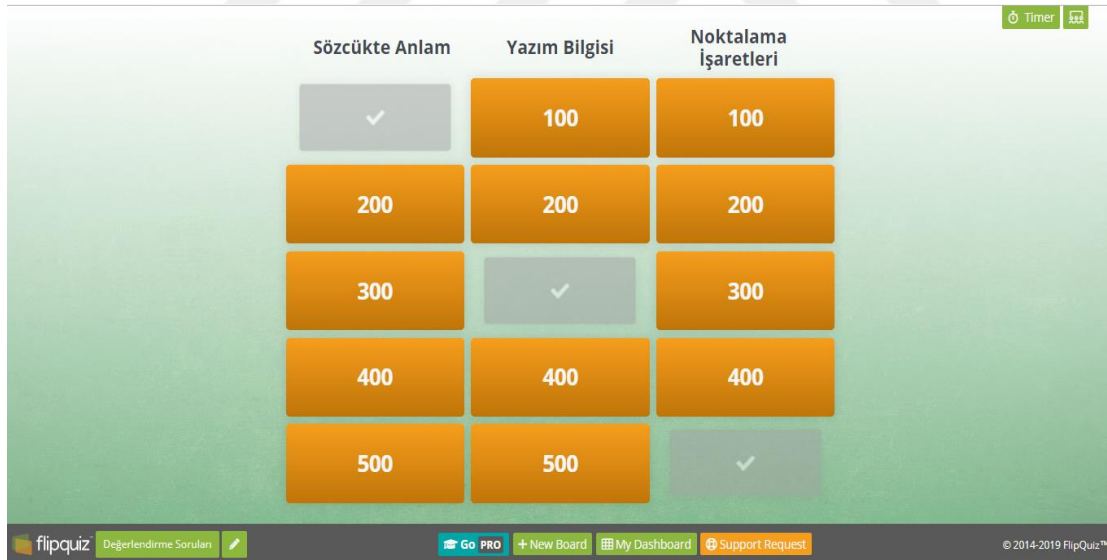 Timer
Sözcükte Anlam
Yazım Bilgisi
Noktalama
İşaretleri
100
100
200
200
200
300
300
400
400
400
500
500
flipquiz
Değerlendirme Soruları
Go PRO
+ New Board
My Dashboard
Support Request
© 2014-2019 FlipQuiz™